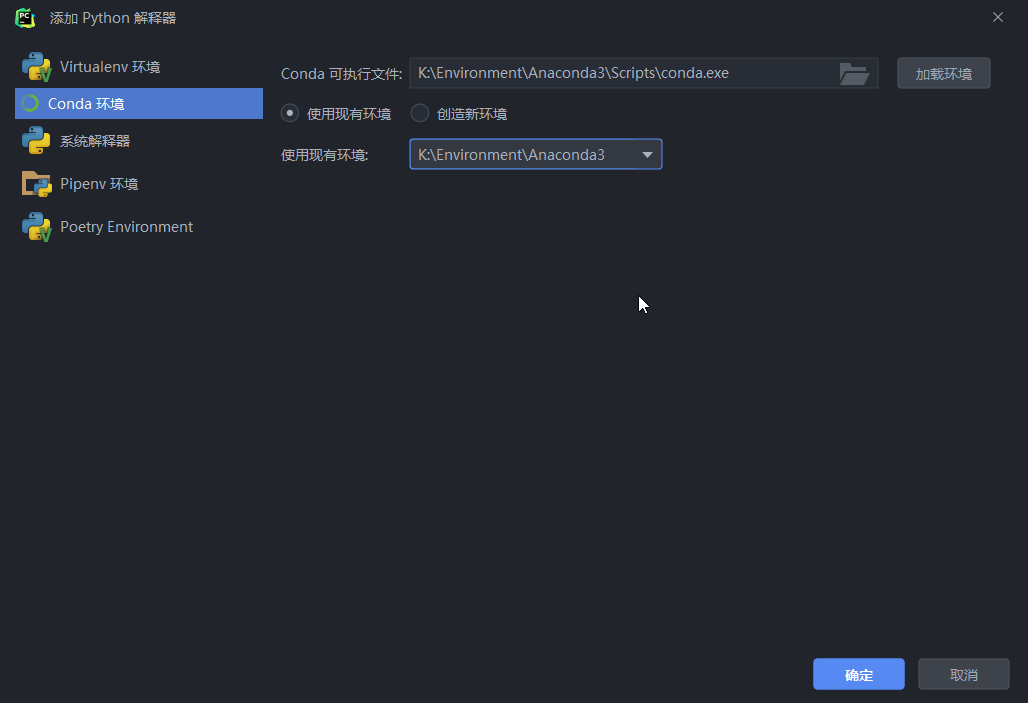 添加 Python 解释器
Virtualenv 环境
Conda 环境
系统解释器
Pipenv 环境
Poetry Environment
Conda 可执行文件: K:\Environment\Anaconda3\Scripts\conda.exe 加载环境
使用现有环境 创造新环境
使用现有环境: K:\Environment\Anaconda3
确定 取消